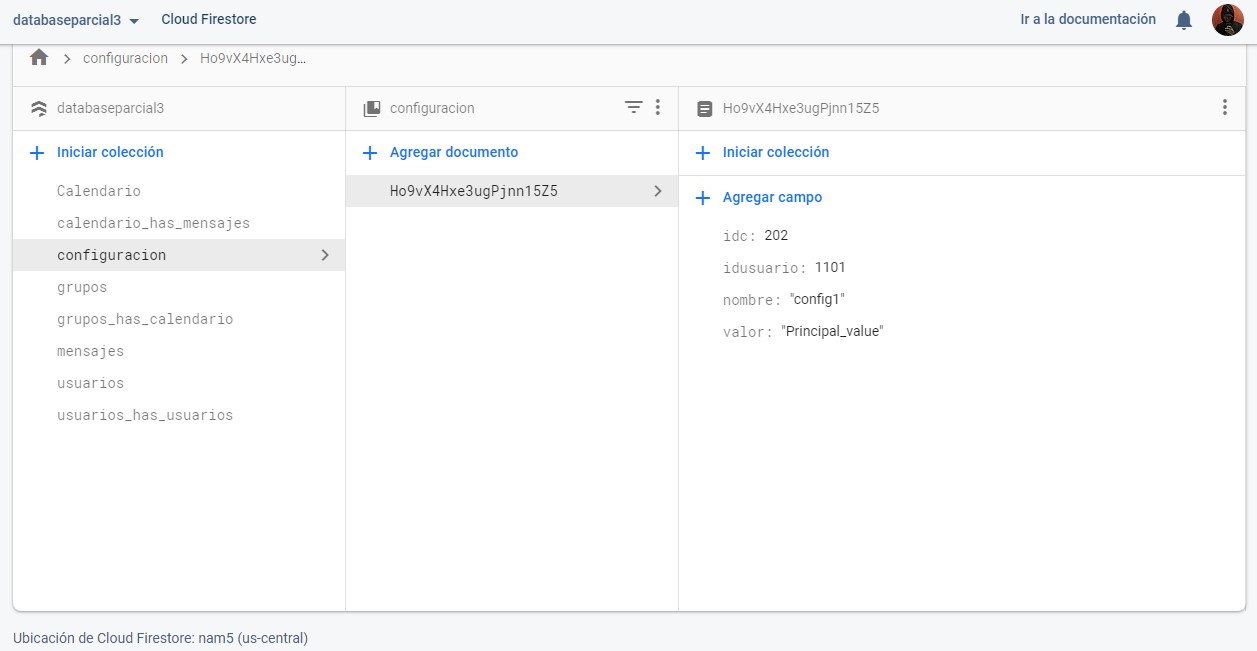 databaseparcial3 Cloud Firestore Ir a la documentación
configuracion Ho9vX4Hxe3ug...
databaseparcial3 configuracion Ho9vX4Hxe3ugPjnn15Z5
Iniciar colección Agregar documento Iniciar colección
Calendario
calendario_has_mensajes
configuracion
grupos
grupos_has_calendario
mensajes
usuarios
usuarios_has_usuarios
Ho9vX4Hxe3ugPjnn15Z5
Agregar campo
idc: 202
idusuario: 1101
nombre: "config1"
valor: "Principal_value"
Ubicación de Cloud Firestore: nam5 (us-central)